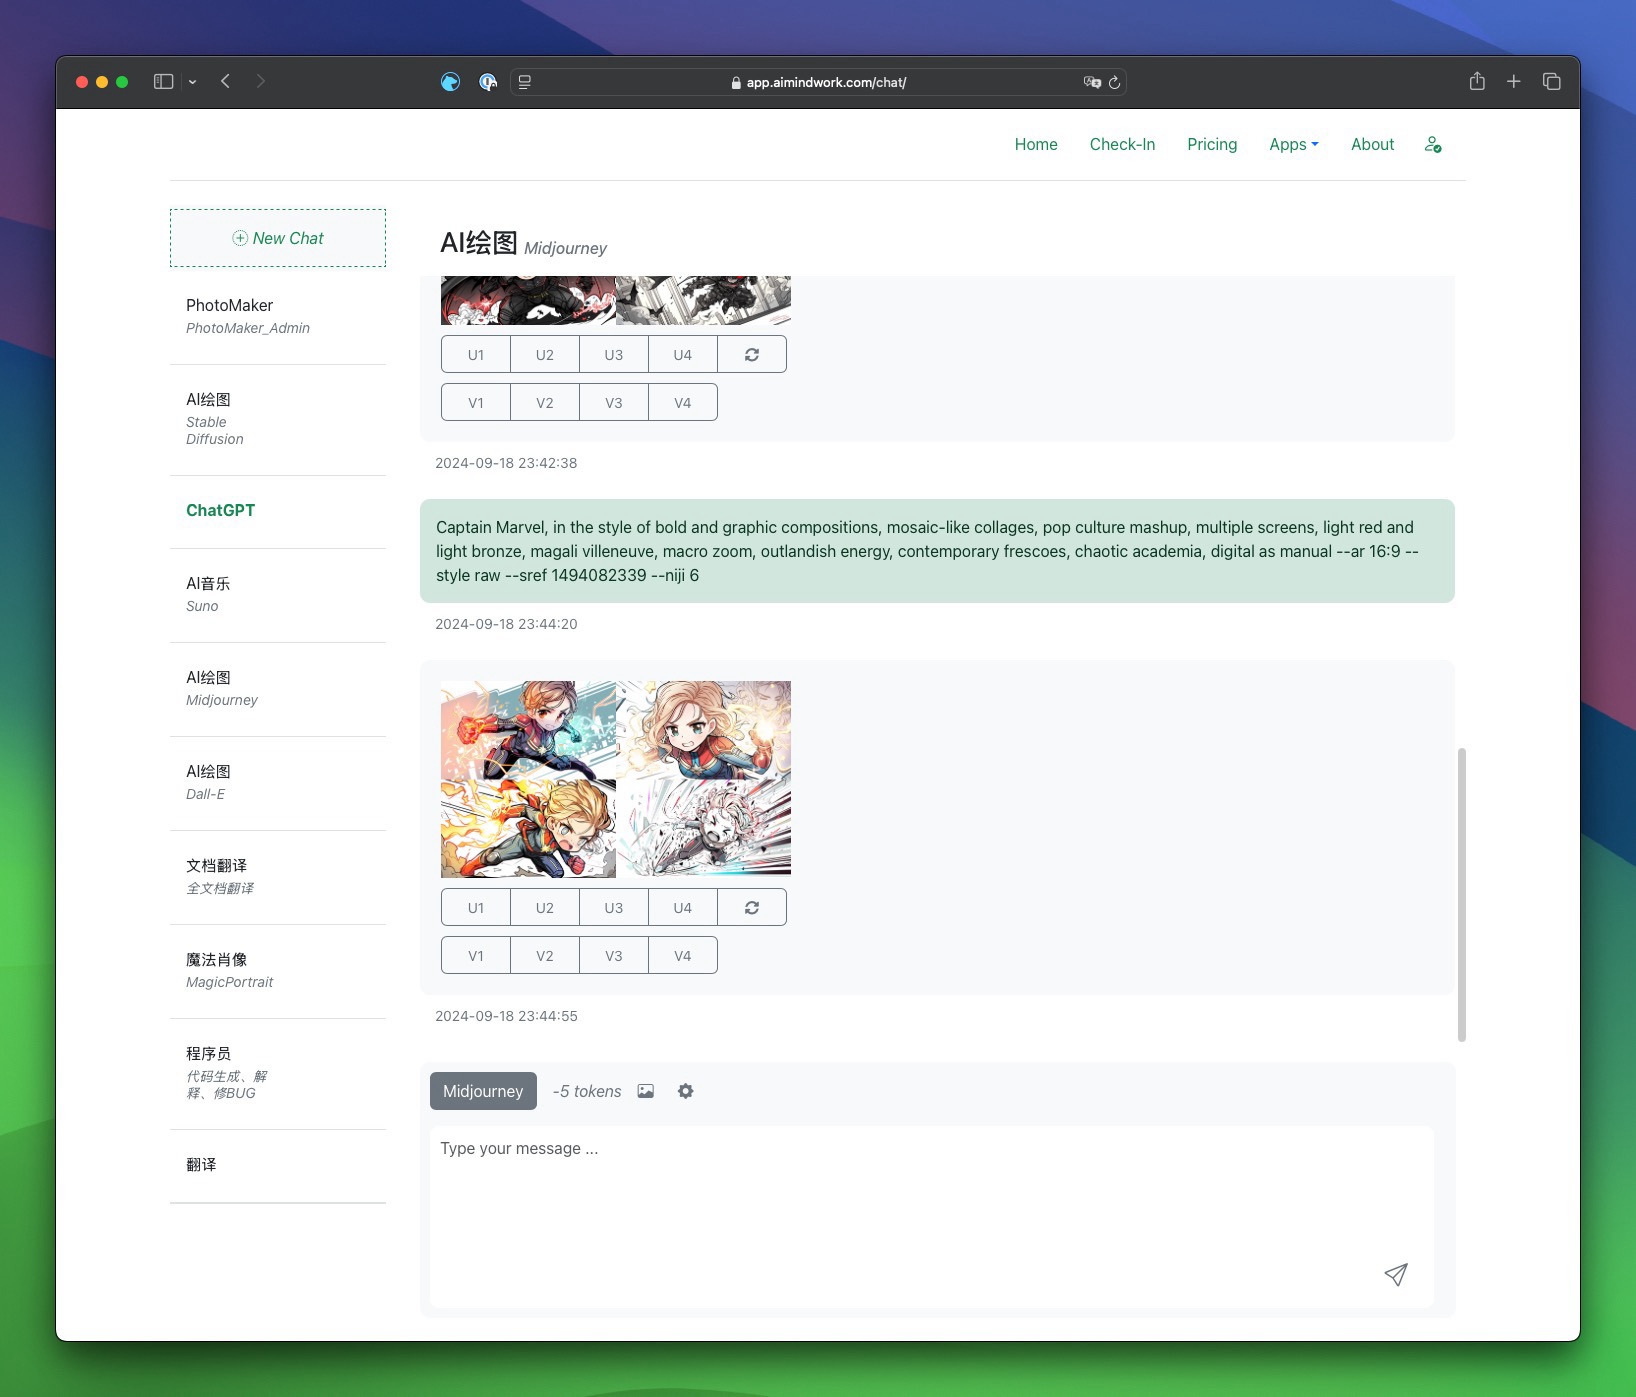 app.aimindwork.com/chat/
Home
Check-In
Pricing
Apps
About
New Chat
PhotoMaker
PhotoMaker_Admin
AI绘图
Stable
Diffusion
ChatGPT
AI音乐
Suno
AI绘图
Midjourney
AI绘图
Dall-E
文档翻译
全文档翻译
魔法肖像
MagicPortrait
程序员
代码生成、解
释、修BUG
翻译
AI绘图 Midjourney
U1
U2
U3
U4
V1
V2
V3
V4
2024-09-18 23:42:38
Captain Marvel, in the style of bold and graphic compositions, mosaic-like collages, pop culture mashup, multiple screens, light red and
light bronze, magali villeneuve, macro zoom, outlandish energy, contemporary frescoes, chaotic academia, digital as manual --ar 16:9 --
style raw --sref 1494082339 --niji 6
2024-09-18 23:44:20
U1
U2
U3
U4
V1
V2
V3
V4
2024-09-18 23:44:55
Midjourney
-5 tokens
Type your message ...